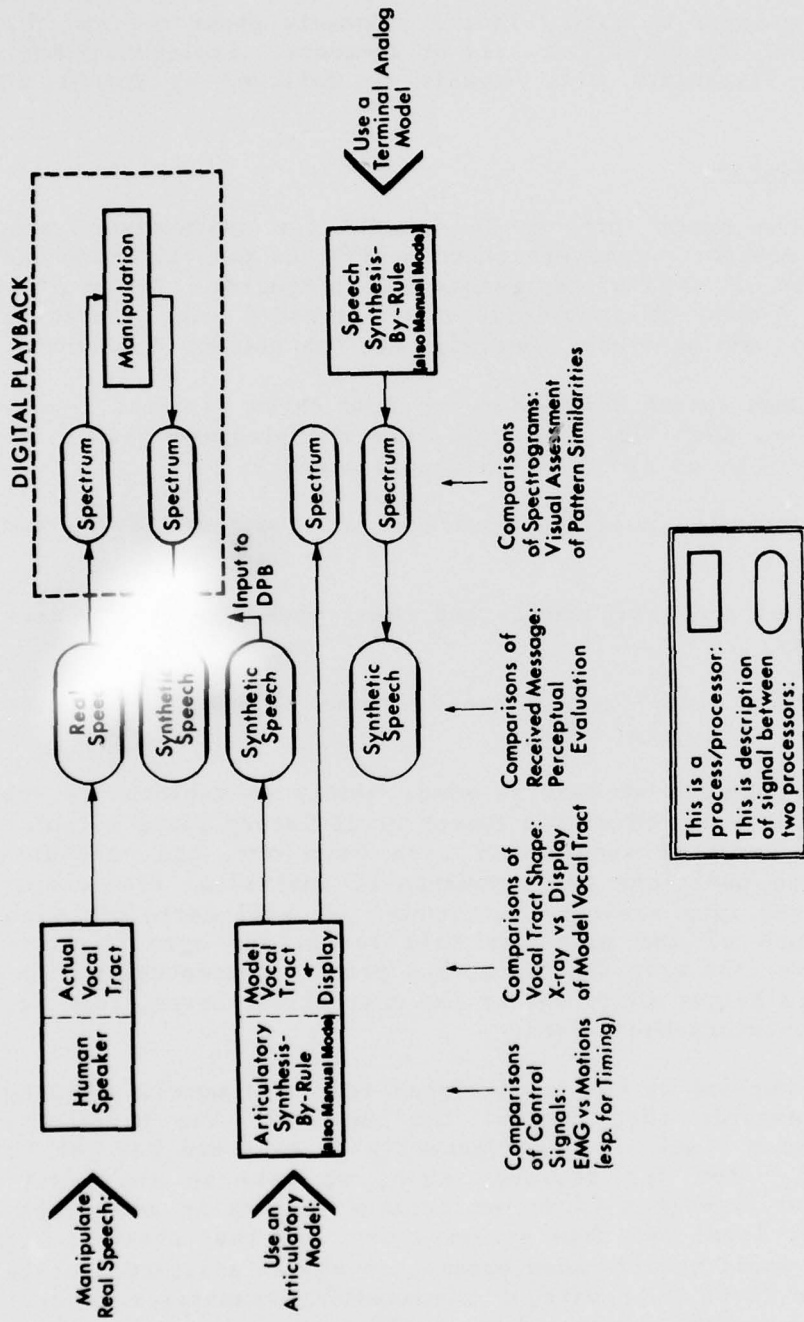 DIGITAL PLAYBACK
Manipulate
Real Speech:
Human
Speaker
Actual
Vocal
Tract
Real
Speech
Spectrum
Manipulation
Synthetic
Speech
Spectrum
Input to
DPB
Use an
Articulatory
Model:
Articulatory
Synthesis-
By-Rule
(also Manual Mode)
Model
Vocal
Tract
+
Display
Synthetic
Speech
Spectrum
Synthetic
Speech
Spectrum
Speech
Synthesis-
By-Rule
(also Manual Mode)
Use a
Terminal Analog
Model
Comparisons
of Control
Signals:
EMG vs Motions
(esp. for Timing)
Comparisons of
Vocal Tract Shape:
X-ray vs Display
of Model Vocal Tract
Comparisons of
Received Message:
Perceptual
Evaluation
Comparisons
of Spectrograms:
Visual Assessment
of Pattern Similarities
This is a
process/processor:
This is description
of signal between
two processors: